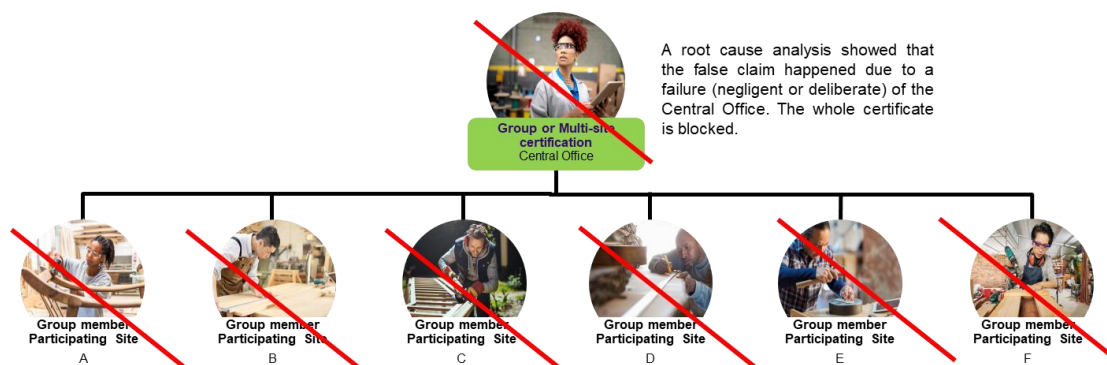 A root cause analysis showed that
the false claim happened due to a
failure (negligent or deliberate) of the
Central Office. The whole certificate
is blocked.
Group or Multi-site
certification
Central Office
Group member
Participating Site
A
Group member
Participating Site
B
Group member
Participating Site
C
Group member
Participating Site
D
Group member
Participating Site
E
Group member
Participating Site
F